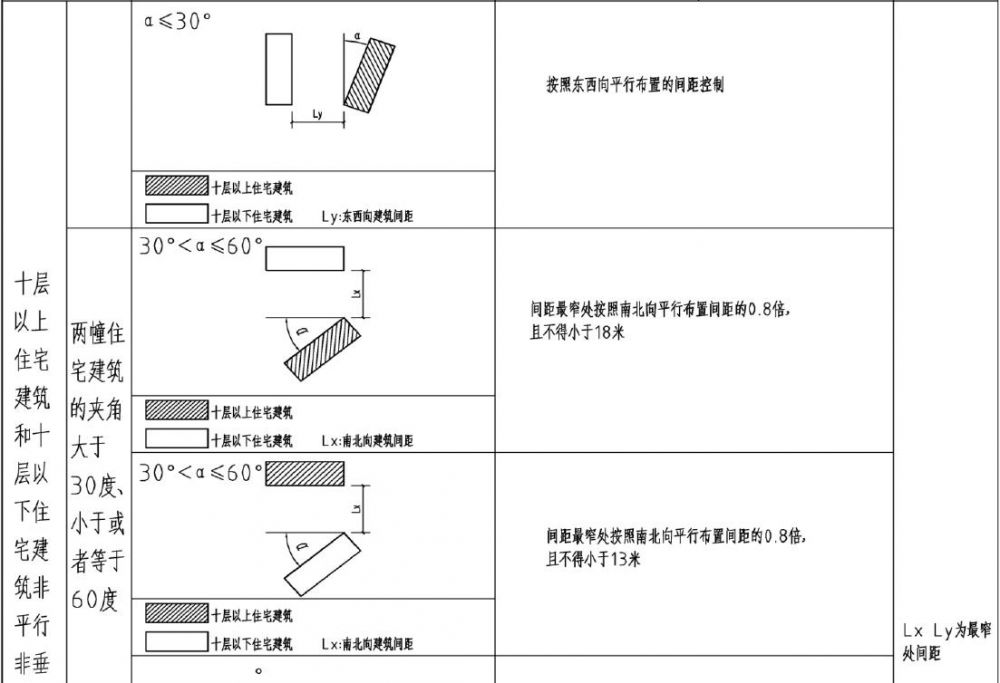 α≤30°
α
Ly
按照东西向平行布置的间距控制
十层以上住宅建筑
十层以下住宅建筑 Ly:东西向建筑间距
十层
以上
住宅
建筑
和十
层以
下住
宅建
筑非
平行
非垂
两幢住
宅建筑
的夹角
大于
30度、
小于或
者等于
60度
30°<α≤60°
Lx
α
间距最窄处按照南北向平行布置间距的0.8倍，
且不得小于18米
十层以上住宅建筑
十层以下住宅建筑 Lx:南北向建筑间距
30°<α≤60°
Lx
α
间距最窄处按照南北向平行布置间距的0.8倍，
且不得小于13米
十层以上住宅建筑
十层以下住宅建筑 Lx:南北向建筑间距
Lx Ly为最窄
处间距